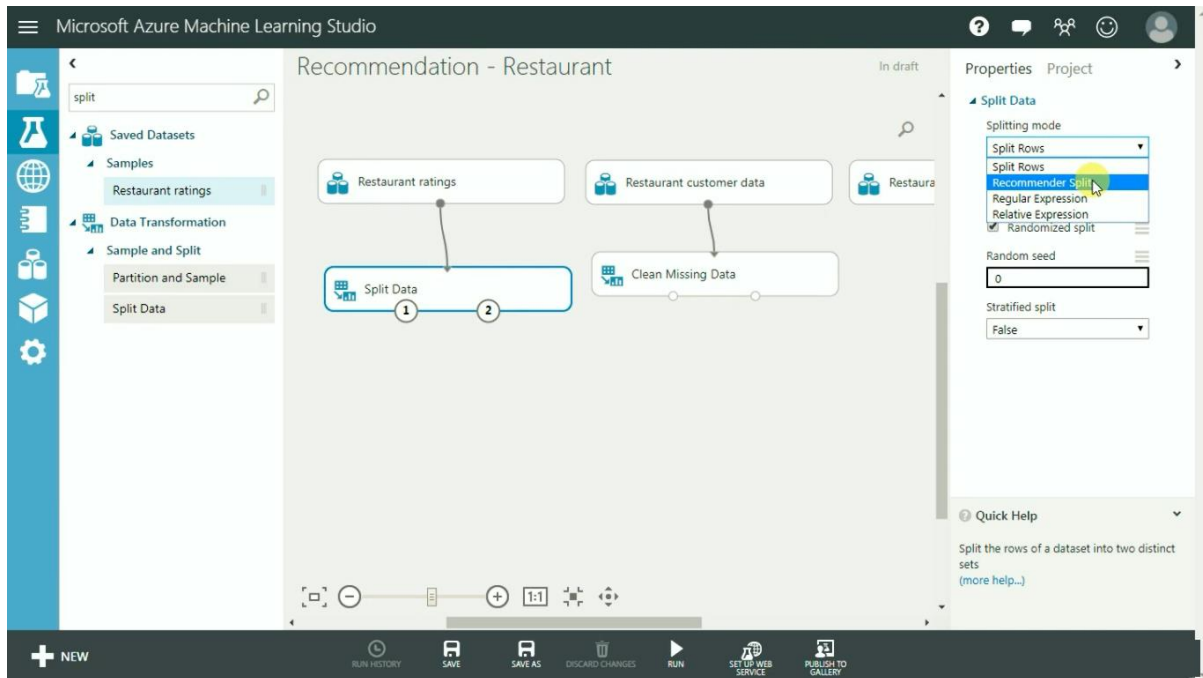 Microsoft Azure Machine Learning Studio
split
Saved Datasets
Samples
Restaurant ratings
Data Transformation
Sample and Split
Partition and Sample
Split Data
Recommendation - Restaurant
In draft
Restaurant ratings
Restaurant customer data
Restaura
Split Data
1
2
Clean Missing Data
1:1
Properties Project
Split Data
Splitting mode
Split Rows
Split Rows
Recommender Split
Regular Expression
Relative Expression
Randomized split
Random seed
0
Stratified split
False
Quick Help
Split the rows of a dataset into two distinct
sets
(more help...)
NEW
RUN HISTORY
SAVE
SAVE AS
DISCARD CHANGES
RUN
SET UP WEB
SERVICE
PUBLISH TO
GALLERY